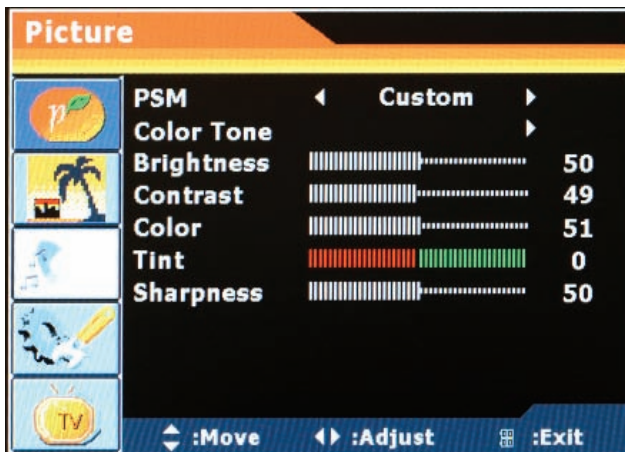 Picture
PSM Custom
Color Tone
Brightness 50
Contrast 49
Color 51
Tint 0
Sharpness 50
p
TV
:Move :Adjust :Exit